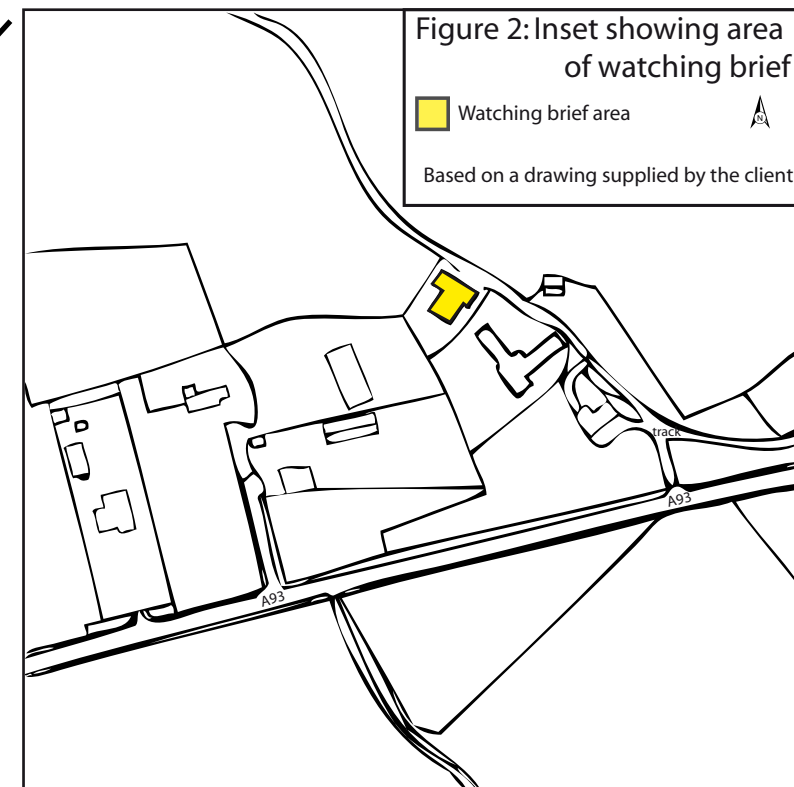 Figure 2: Inset showing area
of watching brief
Watching brief area
N
Based on a drawing supplied by the client
track
A93
A93